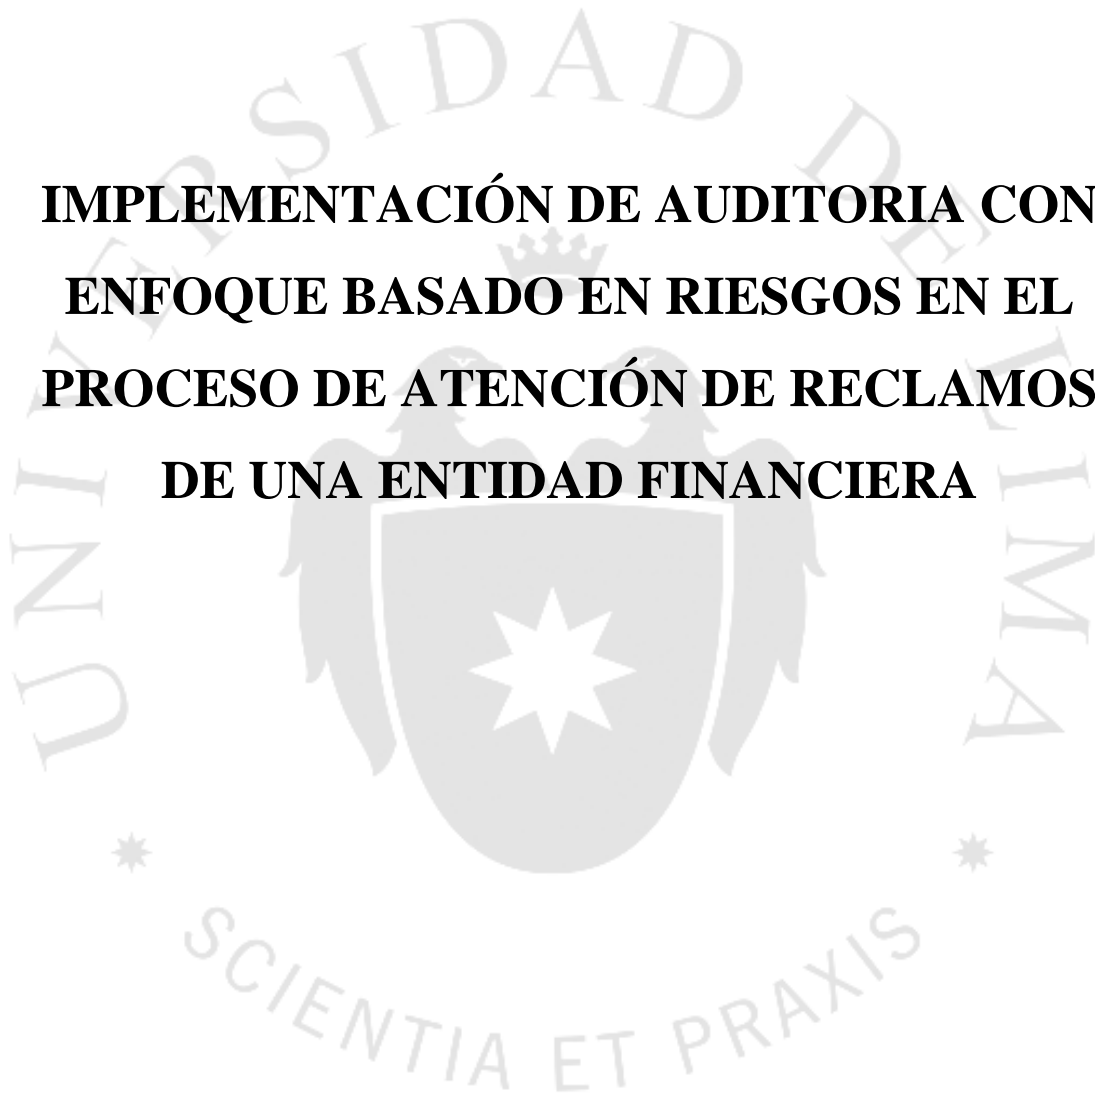 UNIVERSIDAD DE LIMA
IMPLEMENTACIÓN DE AUDITORIA CON
ENFOQUE BASADO EN RIESGOS EN EL
PROCESO DE ATENCIÓN DE RECLAMOS
DE UNA ENTIDAD FINANCIERA
SCIENTIA ET PRAXIS